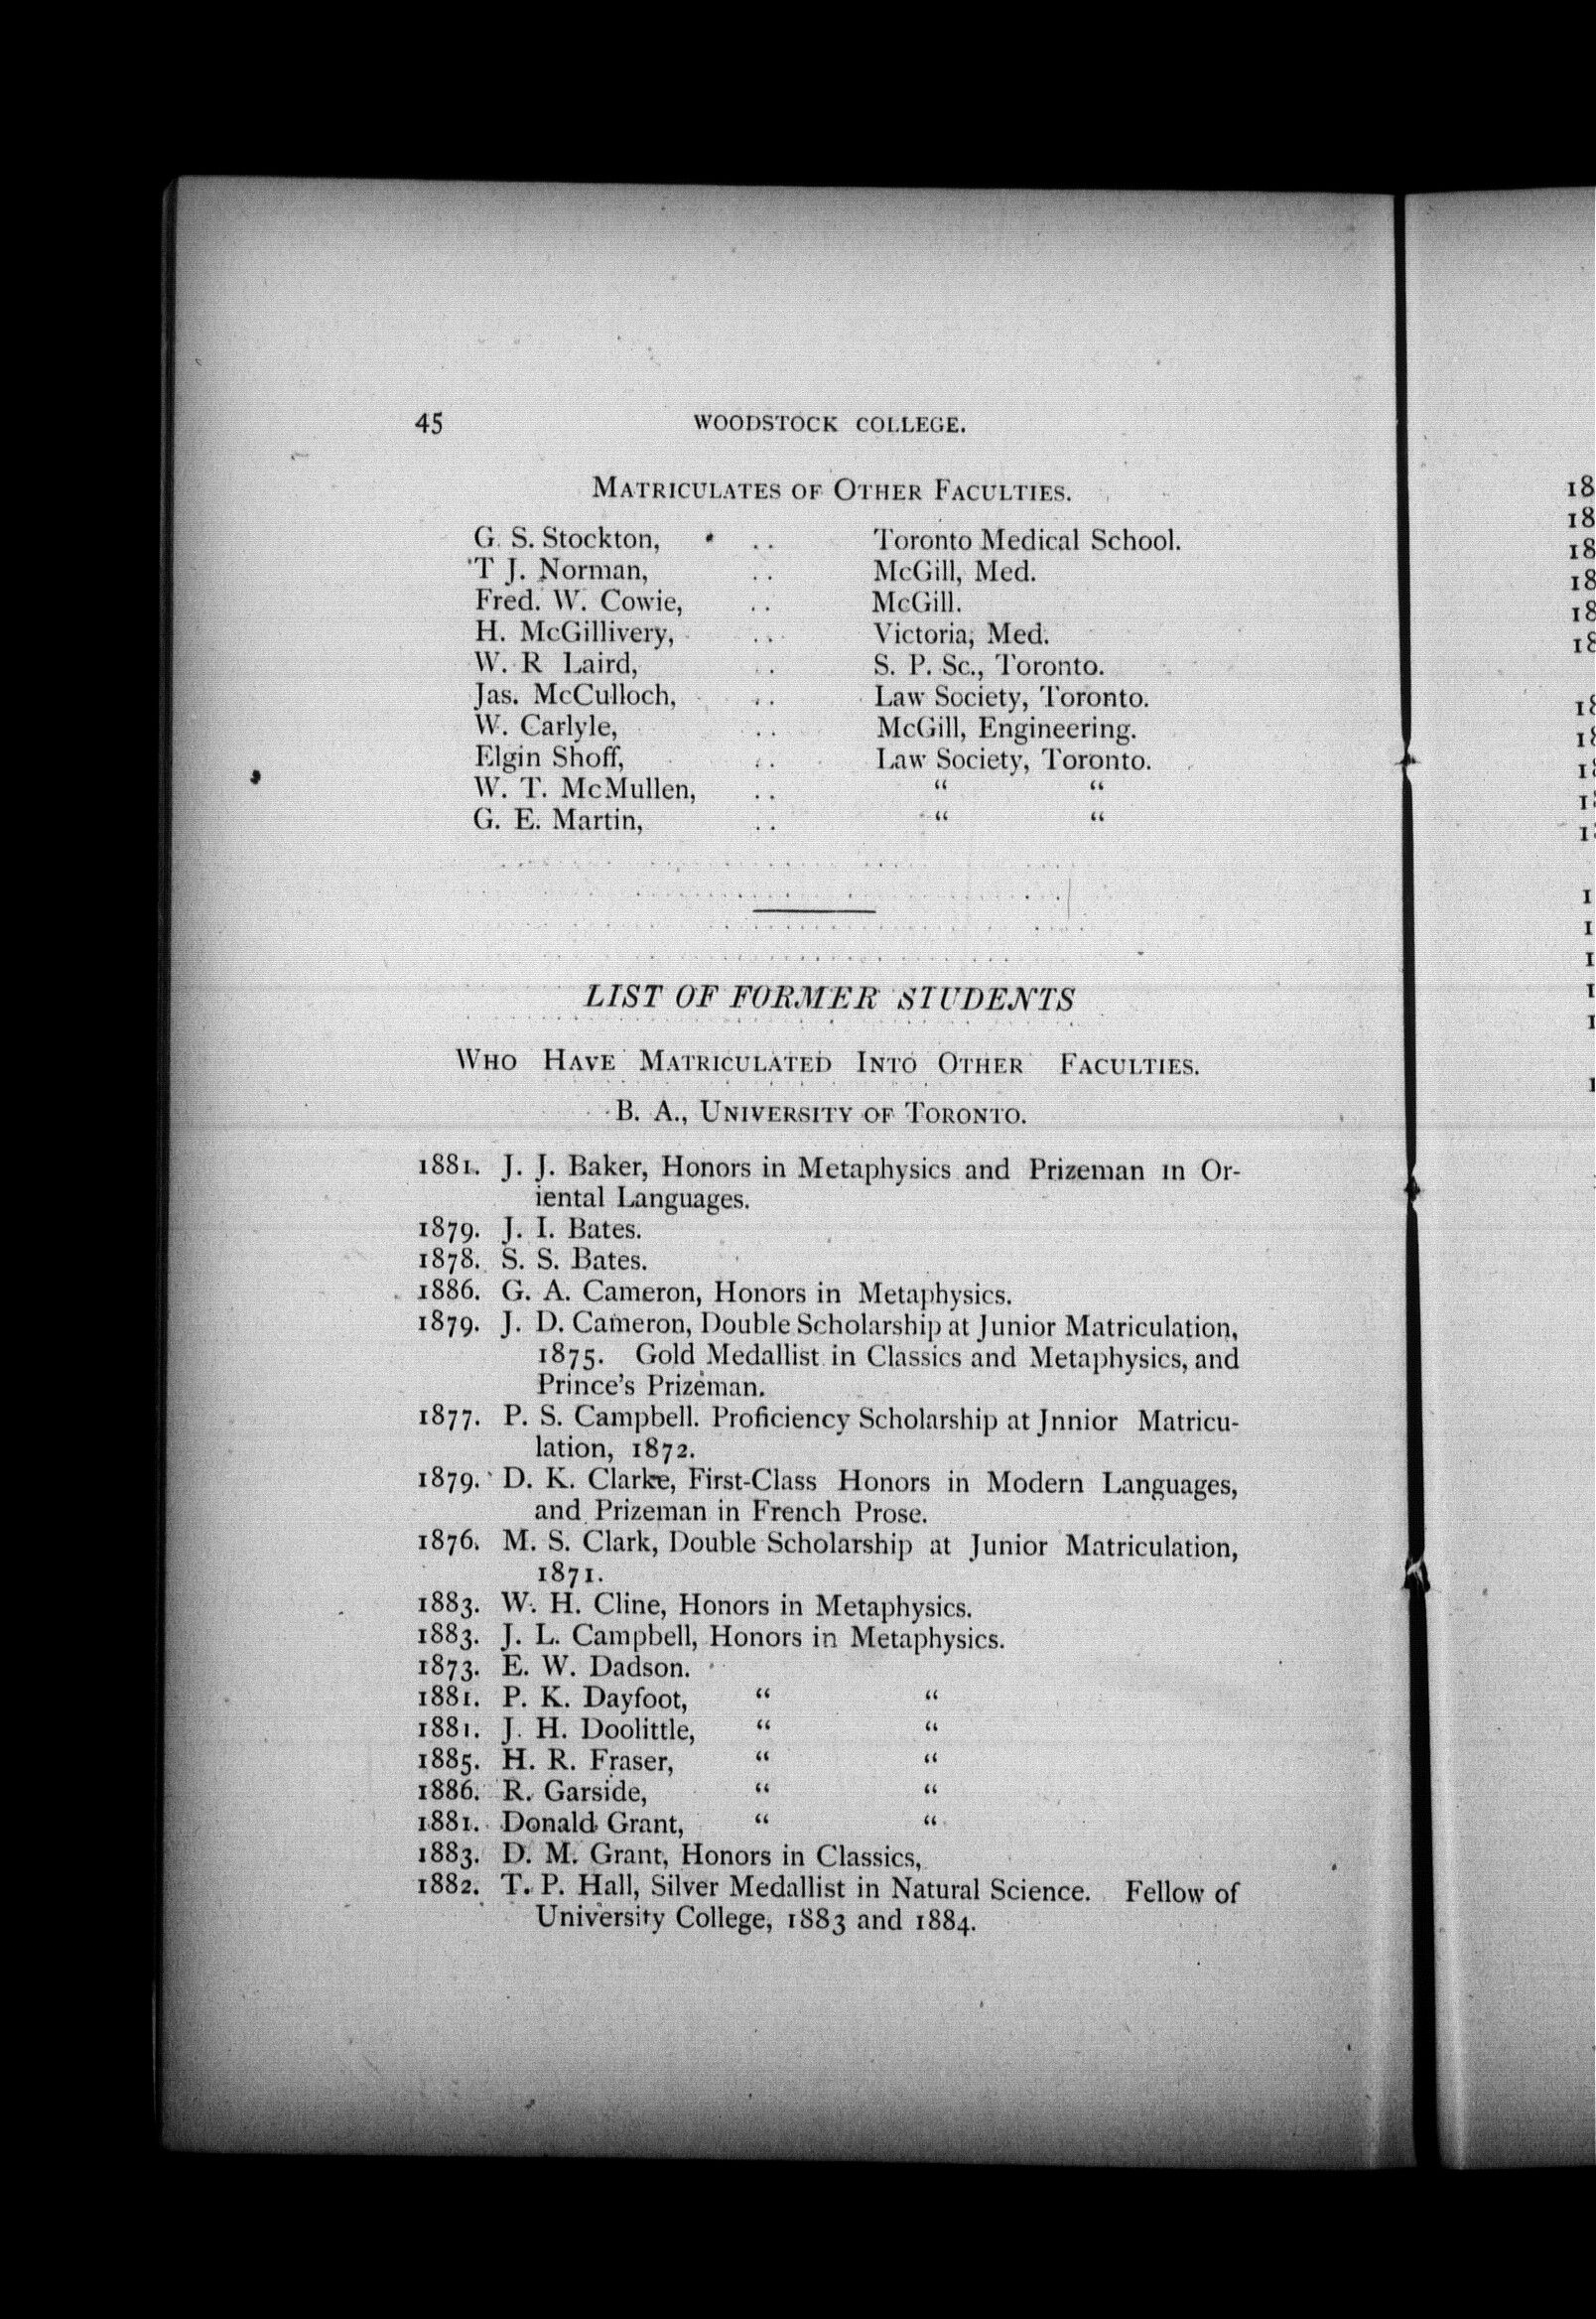 45 WOODSTOCK COLLEGE.
MATRICULATES OF OTHER FACULTIES.
G. S. Stockton, .. Toronto Medical School.
T J. Norman, .. McGill, Med.
Fred. W. Cowie, .. McGill.
H. McGillivery, .. Victoria, Med.
W. R Laird, .. S. P. Sc., Toronto.
Jas. McCulloch, .. Law Society, Toronto.
W. Carlyle, .. McGill, Engineering.
Elgin Shoff, .. Law Society, Toronto.
W. T. McMullen, .. “ “
G. E. Martin, .. “ “
LIST OF FORMER STUDENTS
WHO HAVE MATRICULATED INTO OTHER FACULTIES.
B. A., UNIVERSITY OF TORONTO.
1881. J. J. Baker, Honors in Metaphysics and Prizeman in Or-
iental Languages.
1879. J. I. Bates.
1878. S. S. Bates.
1886. G. A. Cameron, Honors in Metaphysics.
1879. J. D. Cameron, Double Scholarship at Junior Matriculation,
1875. Gold Medallist in Classics and Metaphysics, and
Prince's Prizeman.
1877. P. S. Campbell. Proficiency Scholarship at Jnnior Matricu-
lation, 1872.
1879. D. K. Clarke, First-Class Honors in Modern Languages,
and Prizeman in French Prose.
1876. M. S. Clark, Double Scholarship at Junior Matriculation,
1871.
1883. W. H. Cline, Honors in Metaphysics.
1883. J. L. Campbell, Honors in Metaphysics.
1873. E. W. Dadson.
1881. P. K. Dayfoot, “ “
1881. J. H. Doolittle, “ “
1885. H. R. Fraser, “ “
1886. R. Garside, “ “
1881. Donald Grant, “ “
1883. D. M. Grant, Honors in Classics,
1882. T. P. Hall, Silver Medallist in Natural Science. Fellow of
University College, 1883 and 1884.